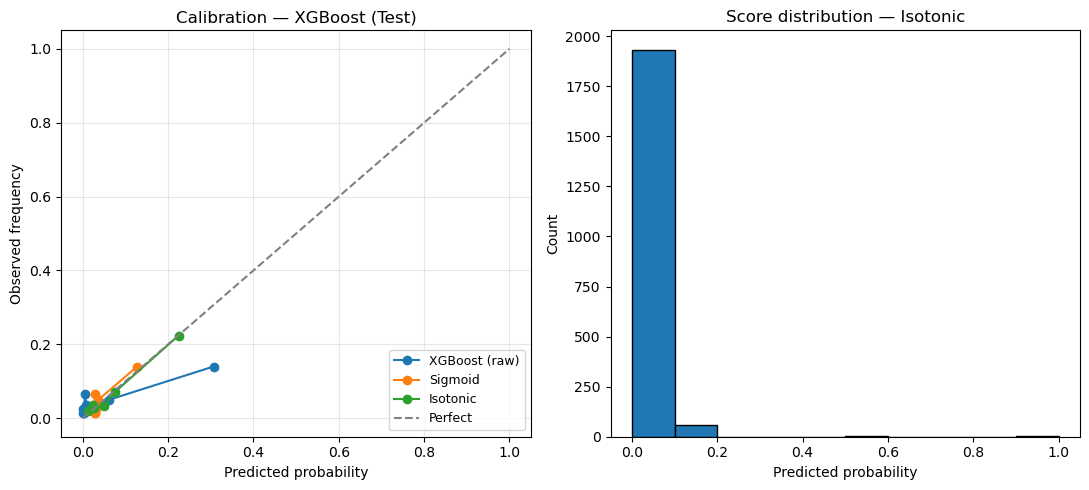 Calibration — XGBoost (Test)
Observed frequency
1.0
0.8
0.6
0.4
0.2
0.0
0.0 0.2 0.4 0.6 0.8 1.0
Predicted probability
XGBoost (raw)
Sigmoid
Isotonic
Perfect
Score distribution — Isotonic
Count
2000
1750
1500
1250
1000
750
500
250
0
0.0 0.2 0.4 0.6 0.8 1.0
Predicted probability